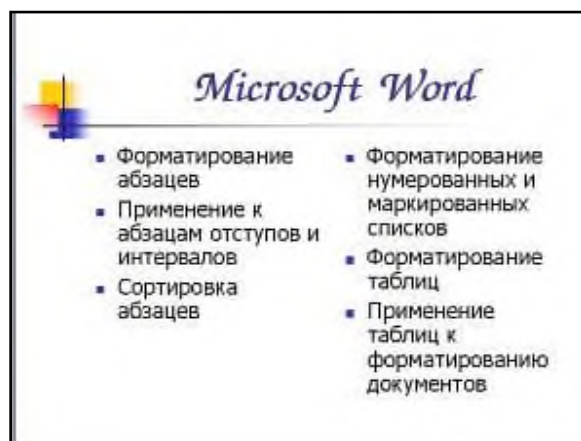 Microsoft Word
Форматирование
абзацев
Применение к
абзацам отступов и
интервалов
Сортировка
абзацев
Форматирование
нумерованных и
маркированных
списков
Форматирование
таблиц
Применение
таблиц к
форматированию
документов